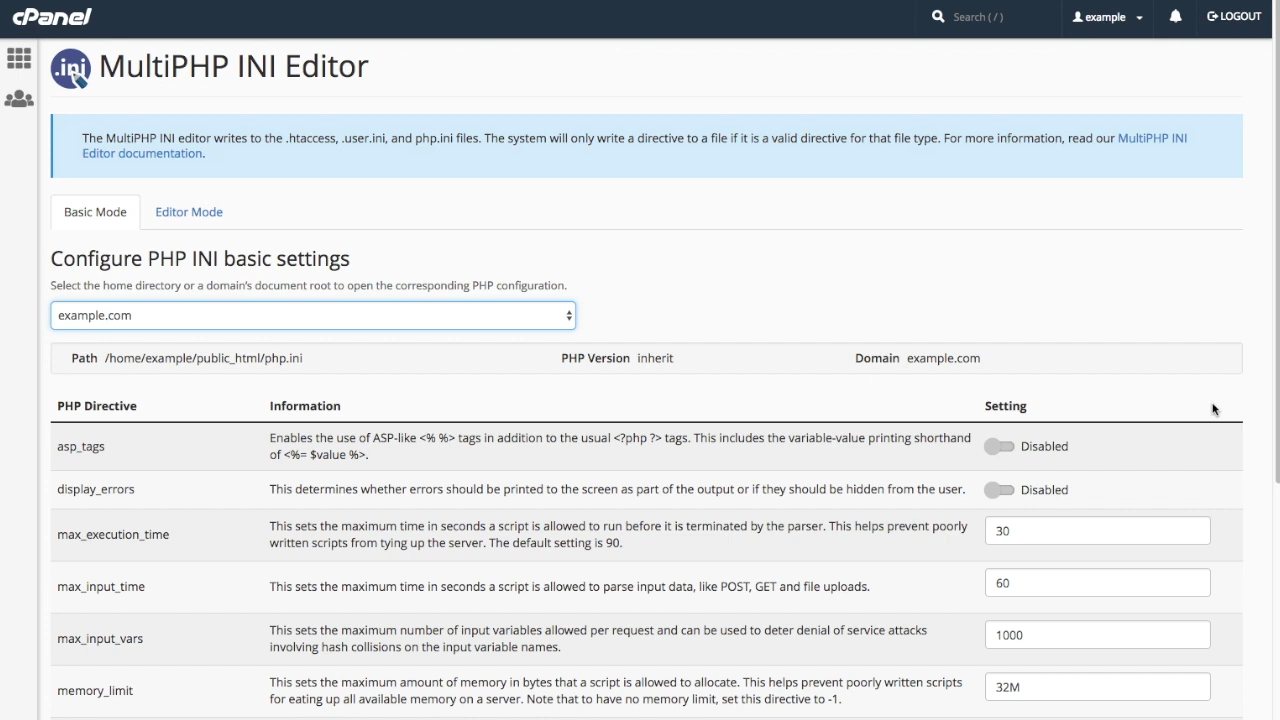 cPanel
Search ( / )
example
LOGOUT
.ini
MultiPHP INI Editor
The MultiPHP INI editor writes to the .htaccess, .user.ini, and php.ini files. The system will only write a directive to a file if it is a valid directive for that file type. For more information, read our MultiPHP INI
Editor documentation.
Basic Mode
Editor Mode
Configure PHP INI basic settings
Select the home directory or a domain's document root to open the corresponding PHP configuration.
example.com
Path /home/example/public_html/php.ini
PHP Version inherit
Domain example.com
PHP Directive
Information
Setting
asp_tags
Enables the use of ASP-like <% %> tags in addition to the usual <?php ?> tags. This includes the variable-value printing shorthand
of <%= $value %>.
Disabled
display_errors
This determines whether errors should be printed to the screen as part of the output or if they should be hidden from the user.
Disabled
max_execution_time
This sets the maximum time in seconds a script is allowed to run before it is terminated by the parser. This helps prevent poorly
written scripts from tying up the server. The default setting is 90.
30
max_input_time
This sets the maximum time in seconds a script is allowed to parse input data, like POST, GET and file uploads.
60
max_input_vars
This sets the maximum number of input variables allowed per request and can be used to deter denial of service attacks
involving hash collisions on the input variable names.
1000
memory_limit
This sets the maximum amount of memory in bytes that a script is allowed to allocate. This helps prevent poorly written scripts
for eating up all available memory on a server. Note that to have no memory limit, set this directive to -1.
32M